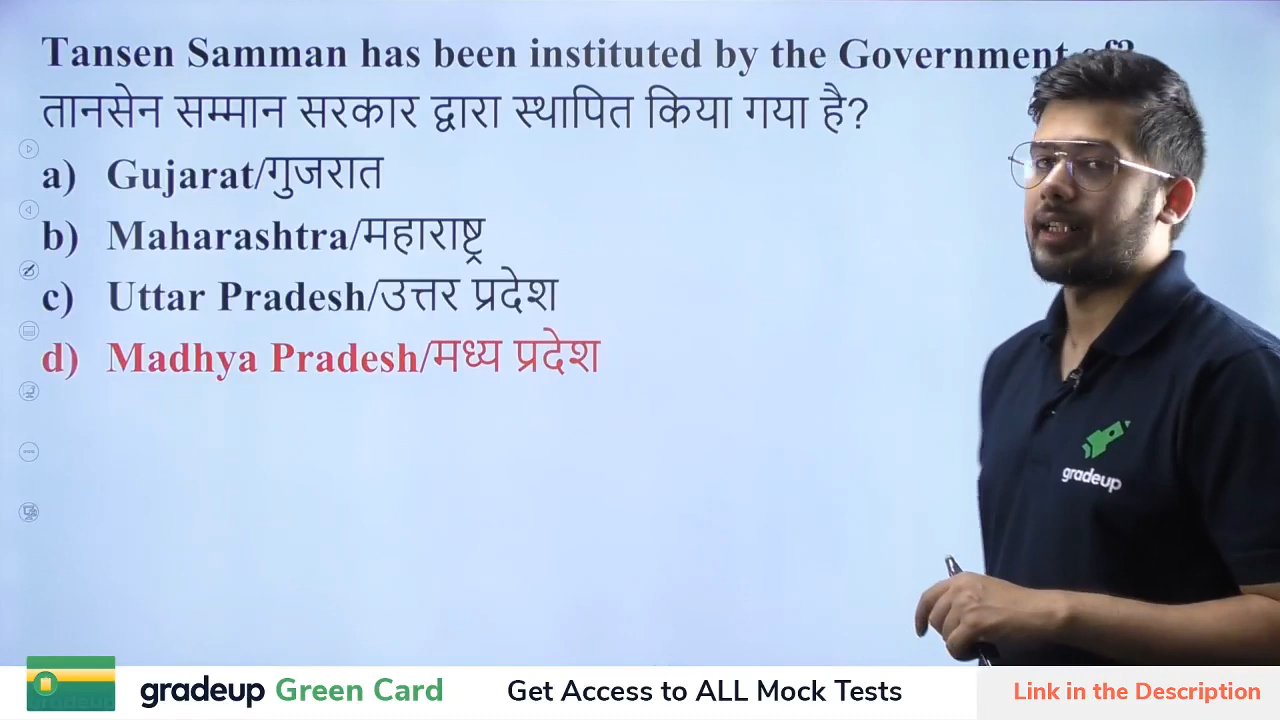 Tansen Samman has been instituted by the Government of?
तानसेन सम्मान सरकार द्वारा स्थापित किया गया है?
a) Gujarat/गुजरात
b) Maharashtra/महाराष्ट्र
c) Uttar Pradesh/उत्तर प्रदेश
d) Madhya Pradesh/मध्य प्रदेश
gradeup
gradeup Green Card Get Access to ALL Mock Tests Link in the Description